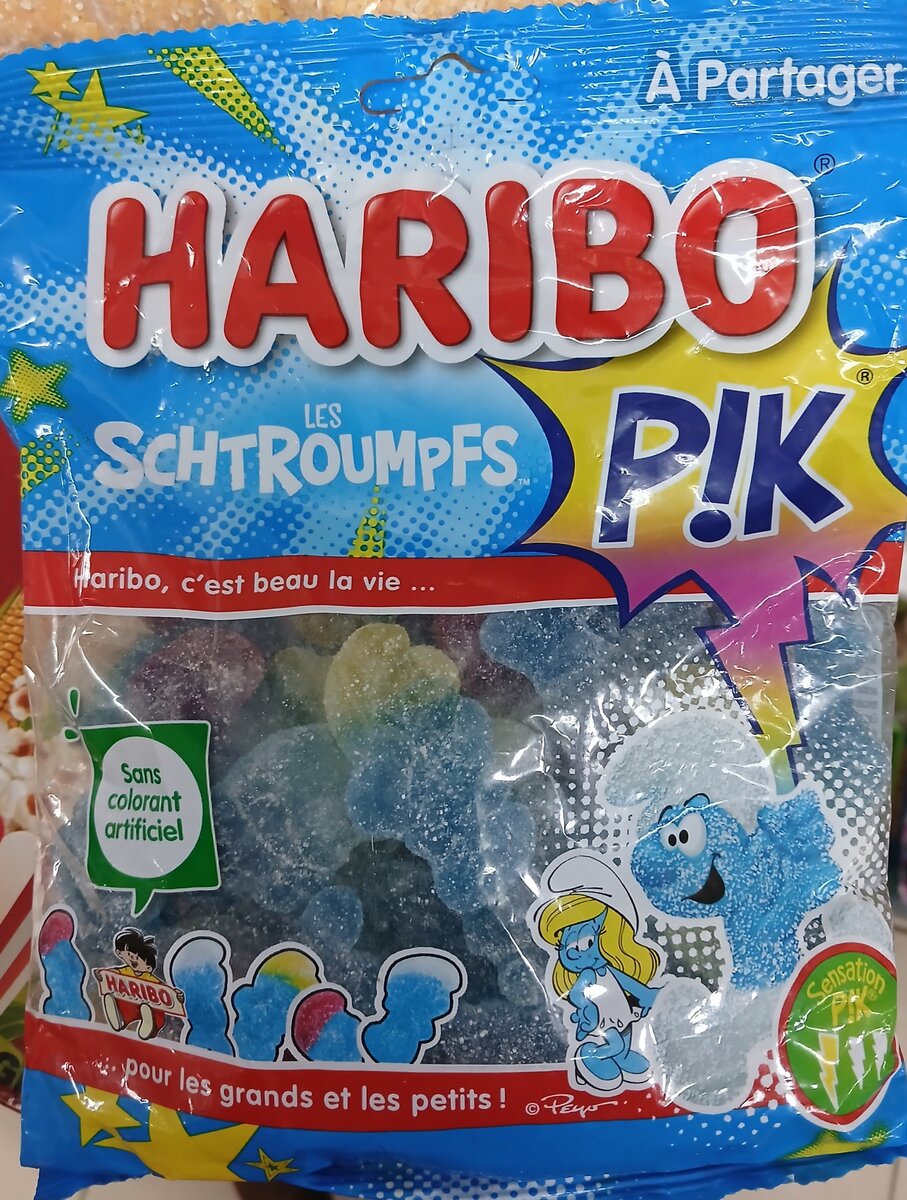 À Partager
HARIBO®
LES
SCHTROUMPFS™
P!K®
Haribo, c'est beau la vie ...
Sans
colorant
artificiel
HARIBO
Sensation
P!K®
... pour les grands et les petits !
© Peyo